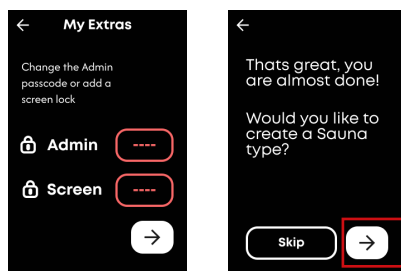 My Extras
Change the Admin
passcode or add a
screen lock
Admin
----
Screen
----
Thats great, you
are almost done!
Would you like to
create a Sauna
type?
Skip